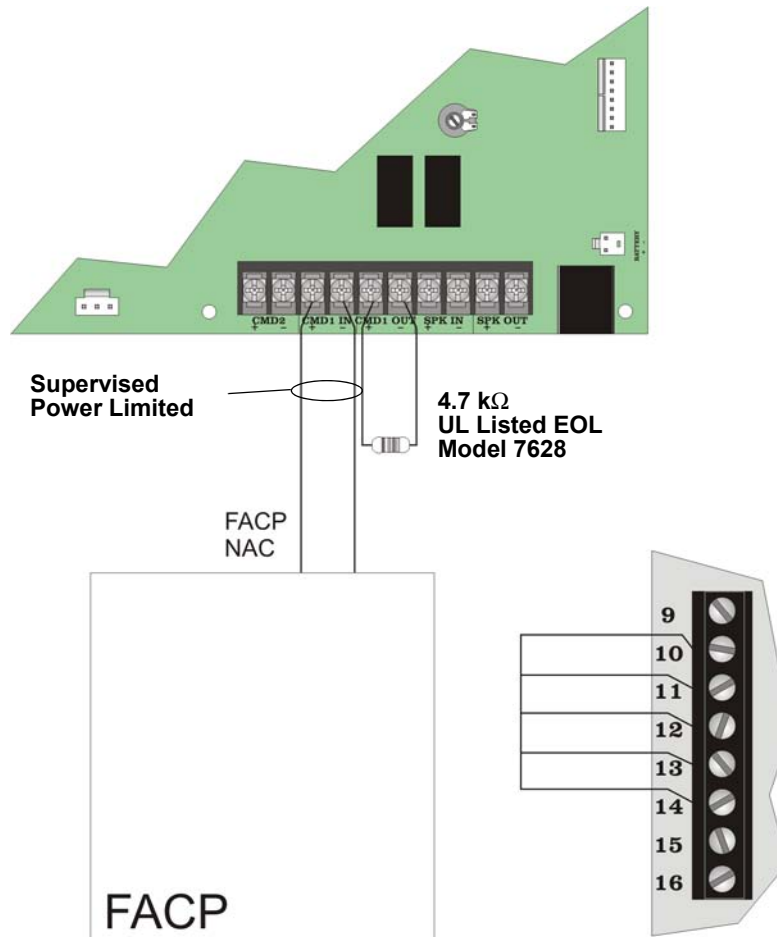 BATTERY
+ -
CMD2 CMD1 IN CMD1 OUT SPK IN SPK OUT
+ - + - + - + - + -
Supervised
Power Limited
4.7 kΩ
UL Listed EOL
Model 7628
FACP
NAC
FACP
9
10
11
12
13
14
15
16